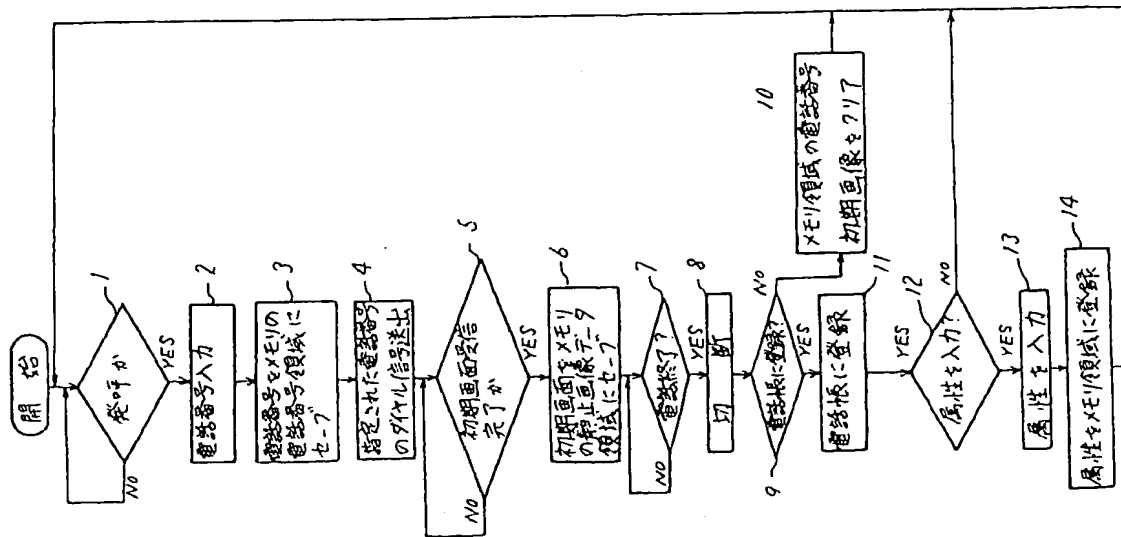 開始
1
発呼か
NO
YES
2
電話番号入力
3
電話番号をメモリの
電話番号領域に
セーブ
4
指定された電話番号
のダイヤル信号送出
5
初期画面受信
完了か
NO
YES
6
初期画面をメモリ
の静止画像データ
領域にセーブ
7
電話終了?
NO
YES
8
切断
9
電話帳に登録?
NO
10
メモリ領域の電話番号
初期画像をクリア
11
電話帳に登録
YES
12
属性を入力?
NO
YES
13
属性を入力
14
属性をメモリ領域に登録